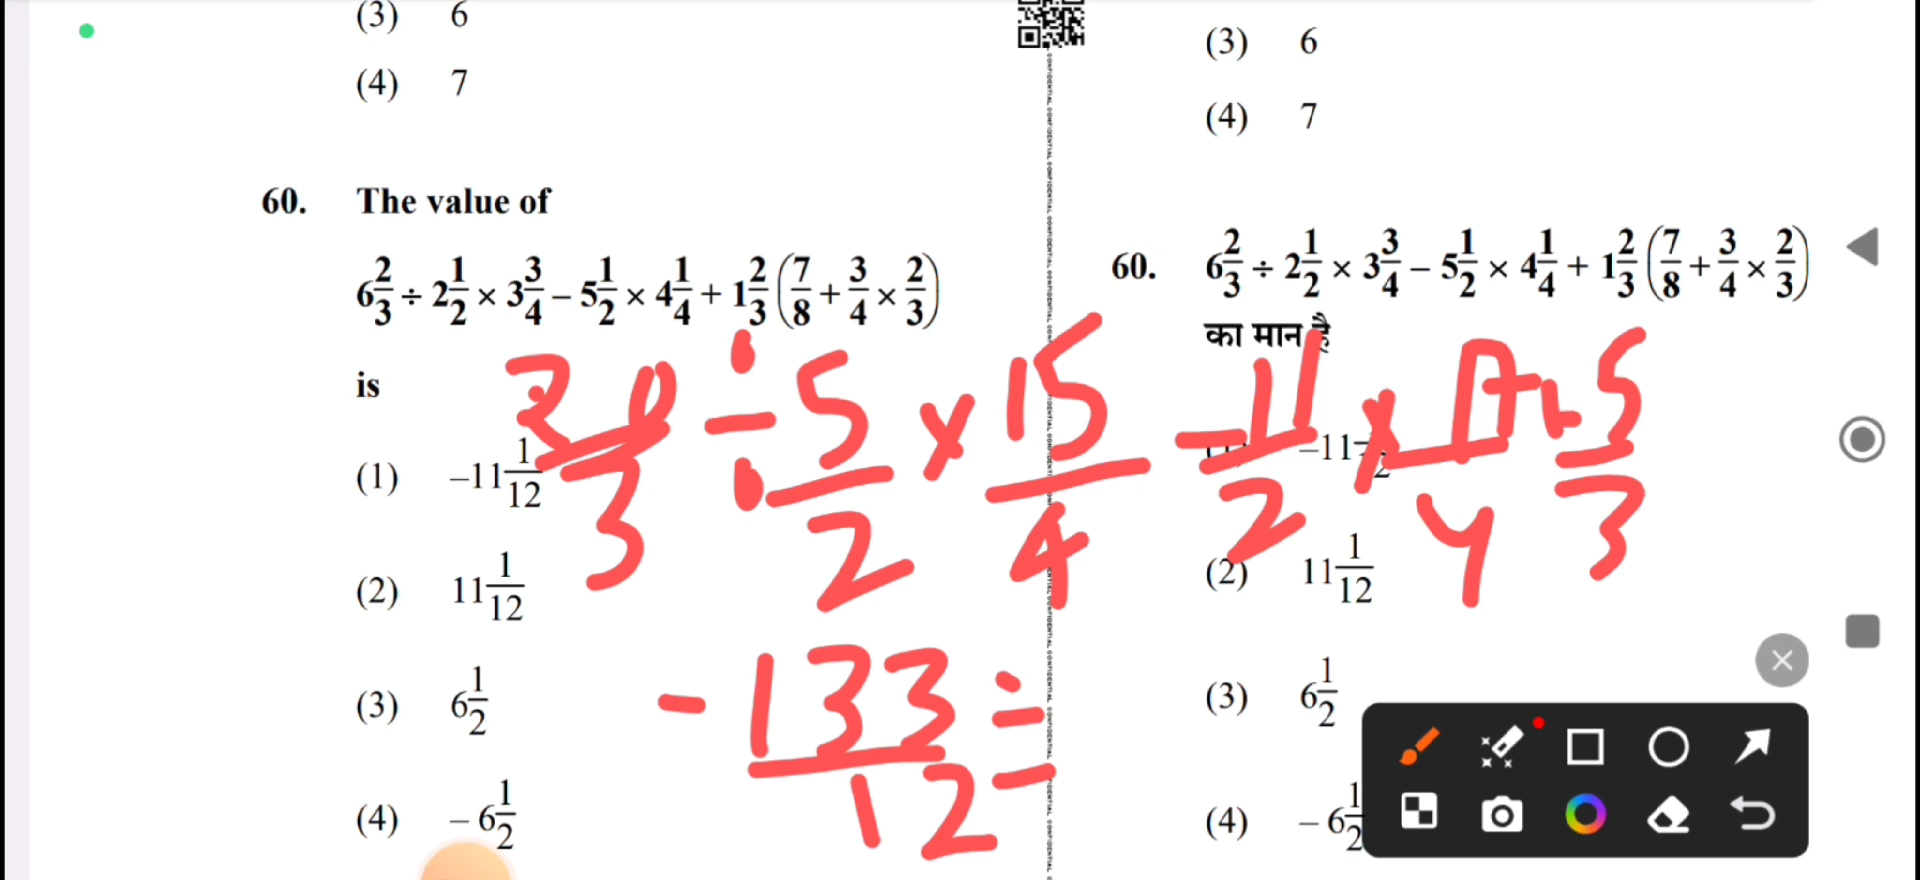 (3) 6
(4) 7
60. The value of
6 2/3 ÷ 2 1/2 × 3 3/4 – 5 1/2 × 4 1/4 + 1 2/3 (7/8 + 3/4 × 2/3)
is
(1) –11 1/12
(2) 11 1/12
(3) 6 1/2
(4) – 6 1/2
(3) 6
(4) 7
60. 6 2/3 ÷ 2 1/2 × 3 3/4 – 5 1/2 × 4 1/4 + 1 2/3 (7/8 + 3/4 × 2/3)
का मान है
–11
(2) 11 1/12
(3) 6 1/2
(4) – 6 1/2
20/3 ÷ 5/2 × 15/4 – 11/2 × 17/4 + 5/3
-133/12 =